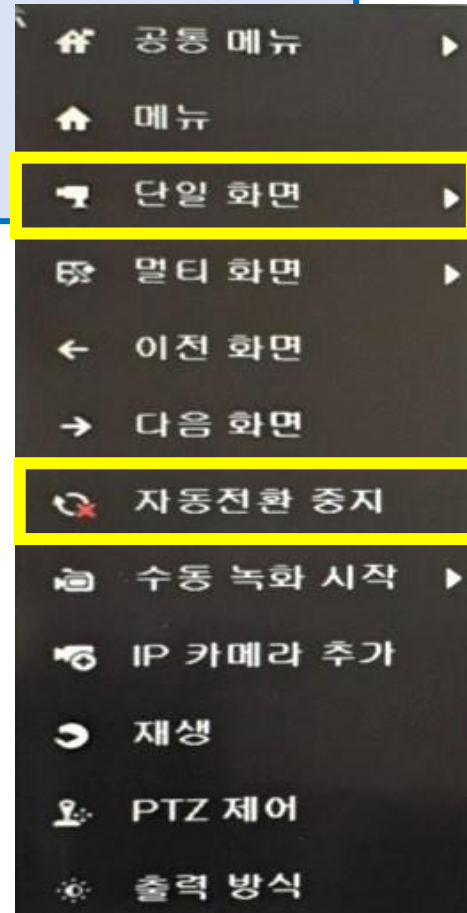 공통 메뉴
메뉴
단일 화면
멀티 화면
이전 화면
다음 화면
자동전환 중지
수동 녹화 시작
IP 카메라 추가
재생
PTZ 제어
출력 방식